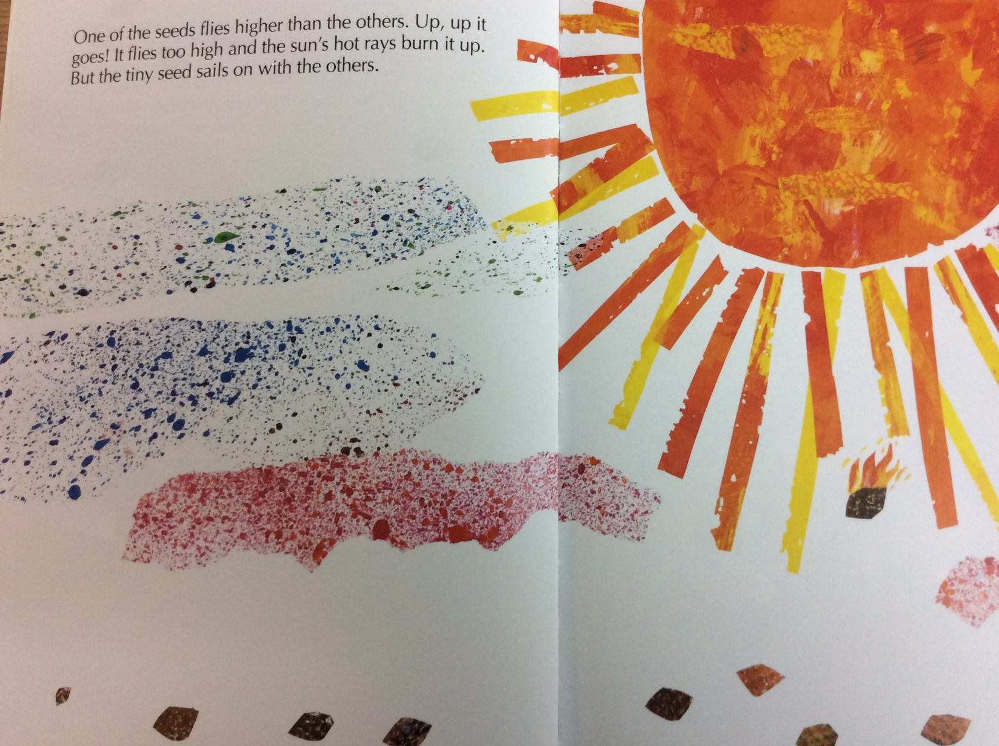 One of the seeds flies higher than the others. Up, up it
goes! It flies too high and the sun's hot rays burn it up.
But the tiny seed sails on with the others.